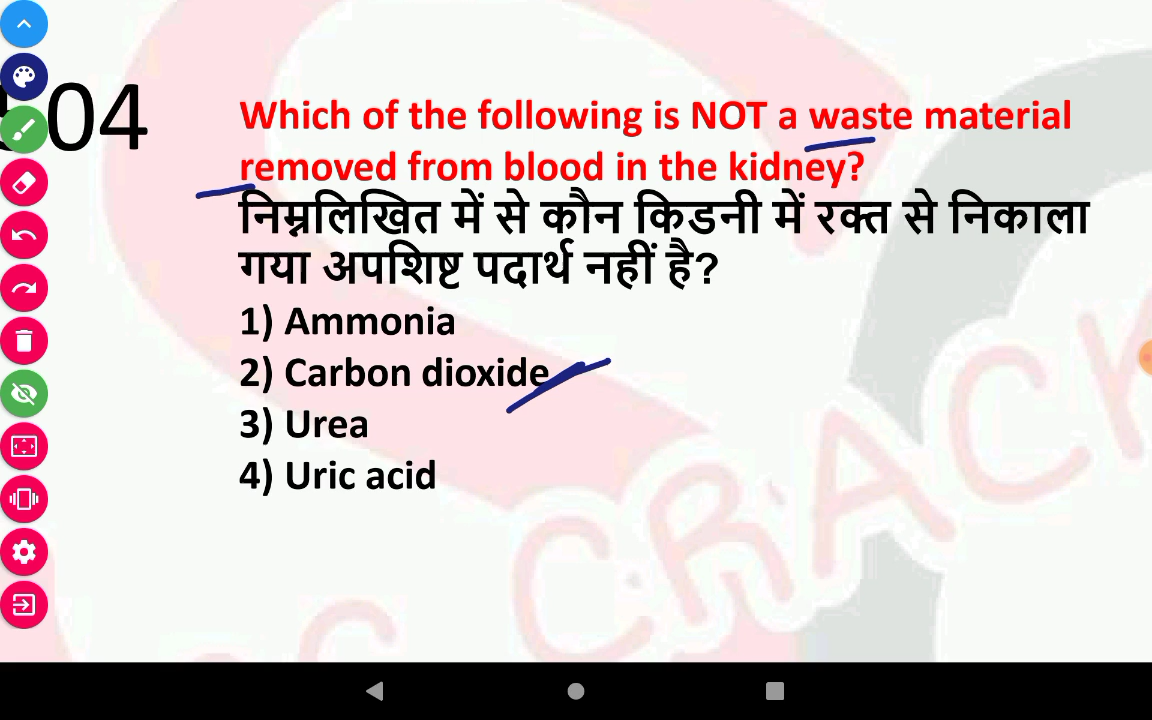 04
Which of the following is NOT a waste material
removed from blood in the kidney?
निम्नलिखित में से कौन किडनी में रक्त से निकाला
गया अपशिष्ट पदार्थ नहीं है?
1) Ammonia
2) Carbon dioxide
3) Urea
4) Uric acid
CRACK